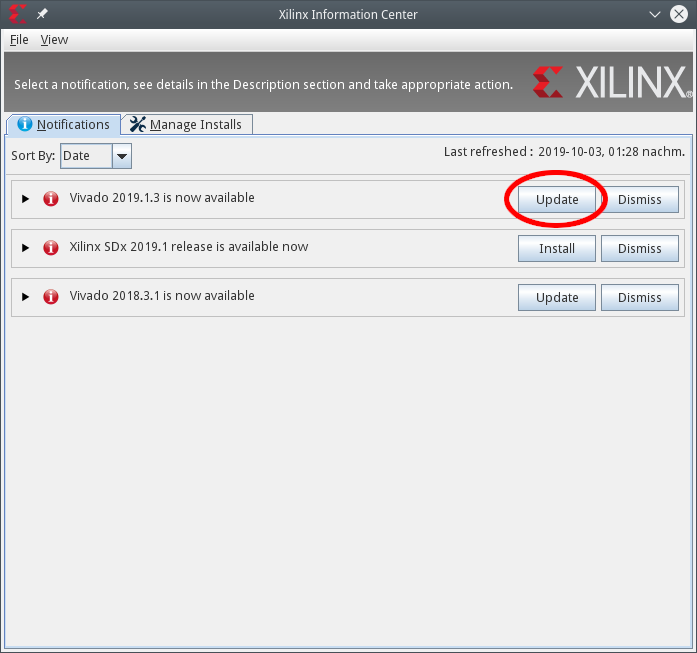 Xilinx Information Center
File View
Select a notification, see details in the Description section and take appropriate action. XILINX®
Notifications Manage Installs
Sort By: Date Last refreshed : 2019-10-03, 01:28 nachm.
Vivado 2019.1.3 is now available Update Dismiss
Xilinx SDx 2019.1 release is available now Install Dismiss
Vivado 2018.3.1 is now available Update Dismiss